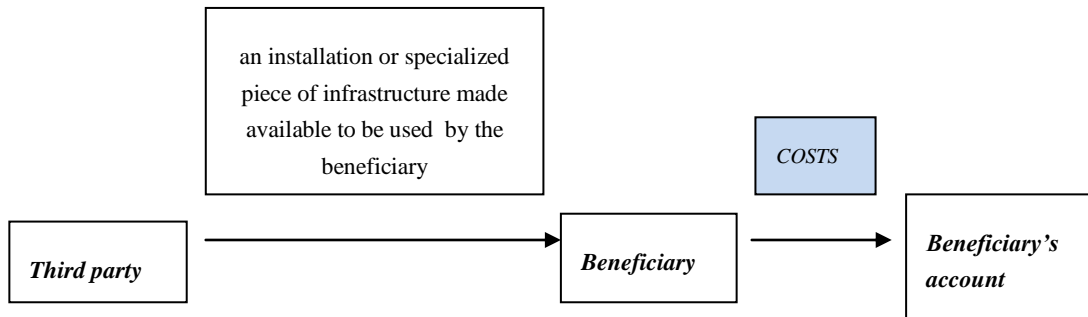 an installation or specialized
piece of infrastructure made
available to be used by the
beneficiary
COSTS
Third party
Beneficiary
Beneficiary’s
account